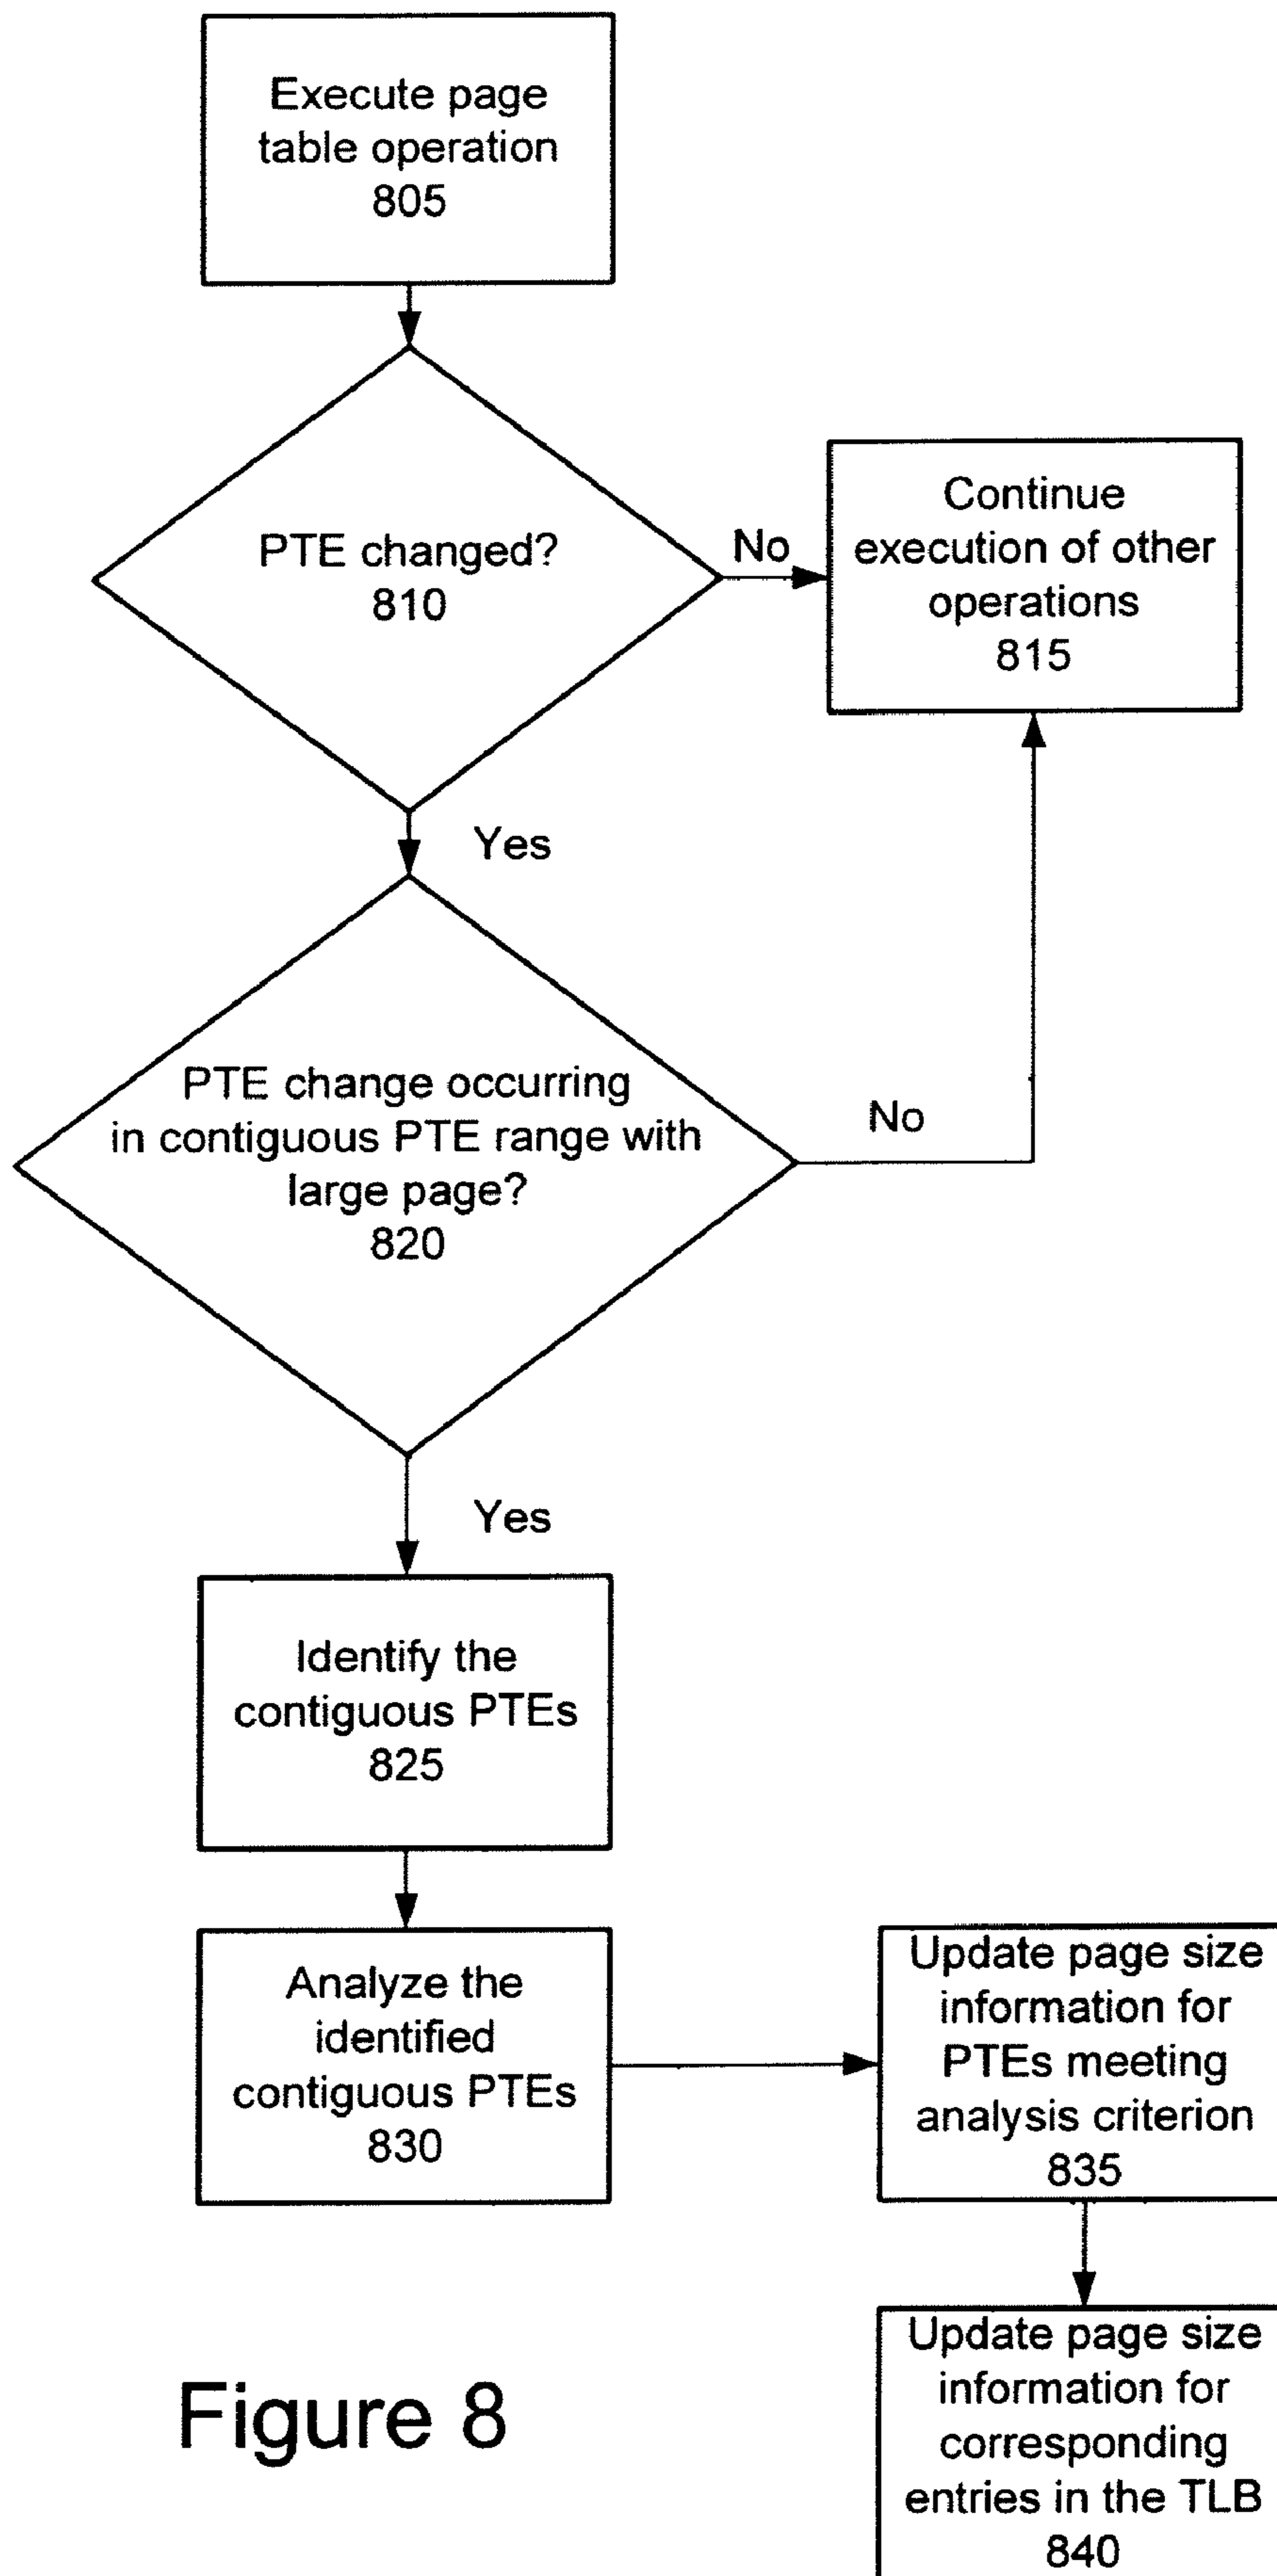 Execute page
table operation
805
PTE changed?
810
No
Continue
execution of other
operations
815
Yes
PTE change occurring
in contiguous PTE range with
large page?
820
No
Yes
Identify the
contiguous PTEs
825
Analyze the
identified
contiguous PTEs
830
Update page size
information for
PTEs meeting
analysis criterion
835
Update page size
information for
corresponding
entries in the TLB
840
Figure 8